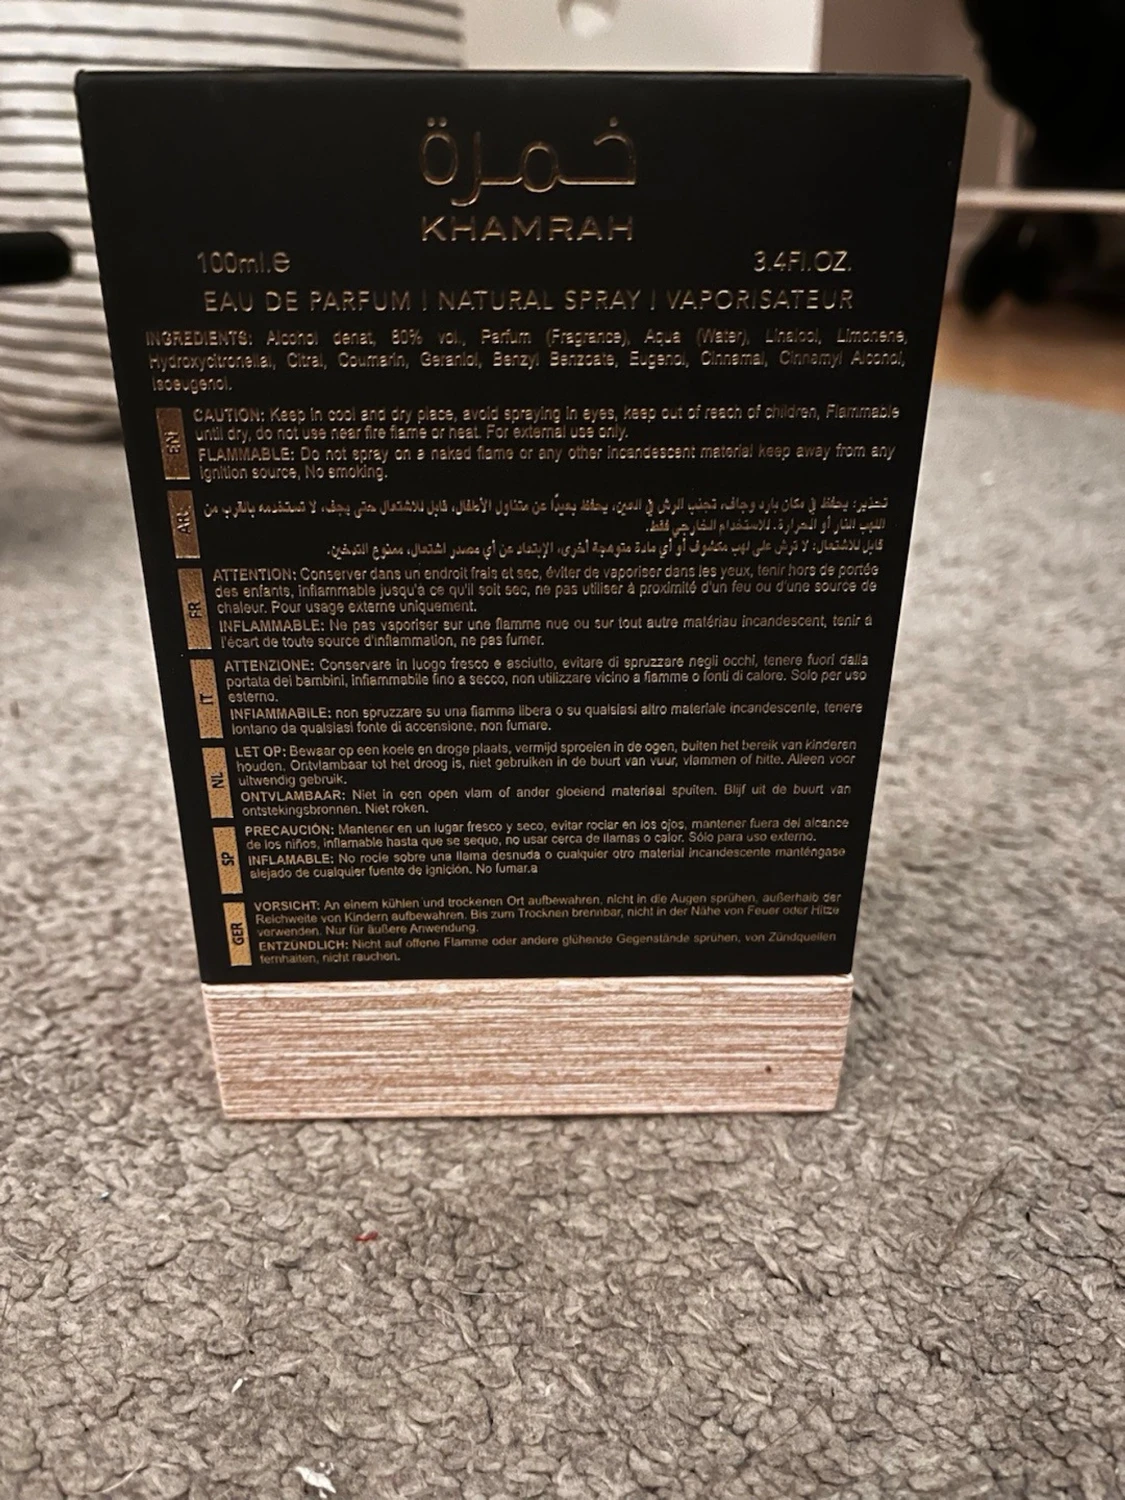 خمرة
KHAMRAH
100ml.e 3.4Fl.OZ.
EAU DE PARFUM | NATURAL SPRAY | VAPORISATEUR
INGREDIENTS: Alcohol denat, 80% vol., Parfum (Fragrance), Aqua (Water), Linalool, Limonene,
Hydroxycitronellal, Citral, Coumarin, Geraniol, Benzyl Benzoate, Eugenol, Cinnamal, Cinnamyl Alcohol,
Isoeugenol.
EN
CAUTION: Keep in cool and dry place, avoid spraying in eyes, keep out of reach of children, Flammable
until dry, do not use near fire flame or heat. For external use only.
FLAMMABLE: Do not spray on a naked flame or any other incandescent material keep away from any
ignition source, No smoking.
AR
تحذير: يحفظ في مكان بارد وجاف، تجنب الرش في العين، يحفظ بعيدًا عن متناول الأطفال، قابل للاشتعال حتى يجف، لا تستخدمه بالقرب من
اللهب النار أو الحرارة. للاستخدام الخارجي فقط.
قابل للاشتعال: لا ترش على لهب مكشوف أو أي مادة متوهجة أخرى، الإبتعاد عن أي مصدر اشتعال، ممنوع التدخين.
FR
ATTENTION: Conserver dans un endroit frais et sec, éviter de vaporiser dans les yeux, tenir hors de portée
des enfants, inflammable jusqu'à ce qu'il soit sec, ne pas utiliser à proximité d'un feu ou d'une source de
chaleur. Pour usage externe uniquement.
INFLAMMABLE: Ne pas vaporiser sur une flamme nue ou sur tout autre matériau incandescent, tenir à
l'écart de toute source d'inflammation, ne pas fumer.
IT
ATTENZIONE: Conservare in luogo fresco e asciutto, evitare di spruzzare negli occhi, tenere fuori dalla
portata dei bambini, infiammabile fino a secco, non utilizzare vicino a fiamme o fonti di calore. Solo per uso
esterno.
INFIAMMABILE: non spruzzare su una fiamma libera o su qualsiasi altro materiale incandescente, tenere
lontano da qualsiasi fonte di accensione, non fumare.
NL
LET OP: Bewaar op een koele en droge plaats, vermijd sproeien in de ogen, buiten het bereik van kinderen
houden. Ontvlambaar tot het droog is, niet gebruiken in de buurt van vuur, vlammen of hitte. Alleen voor
uitwendig gebruik.
ONTVLAMBAAR: Niet in een open vlam of ander gloeiend materiaal spuiten. Blijf uit de buurt van
ontstekingsbronnen. Niet roken.
SP
PRECAUCIÓN: Mantener en un lugar fresco y seco, evitar rociar en los ojos, mantener fuera del alcance
de los niños, inflamable hasta que se seque, no usar cerca de llamas o calor. Sólo para uso externo.
INFLAMABLE: No rocíe sobre una llama desnuda o cualquier otro material incandescente manténgase
alejado de cualquier fuente de ignición. No fumar.a
GER
VORSICHT: An einem kühlen und trockenen Ort aufbewahren, nicht in die Augen sprühen, außerhalb der
Reichweite von Kindern aufbewahren. Bis zum Trocknen brennbar, nicht in der Nähe von Feuer oder Hitze
verwenden. Nur für äußere Anwendung.
ENTZÜNDLICH: Nicht auf offene Flamme oder andere glühende Gegenstände sprühen, von Zündquellen
fernhalten, nicht rauchen.